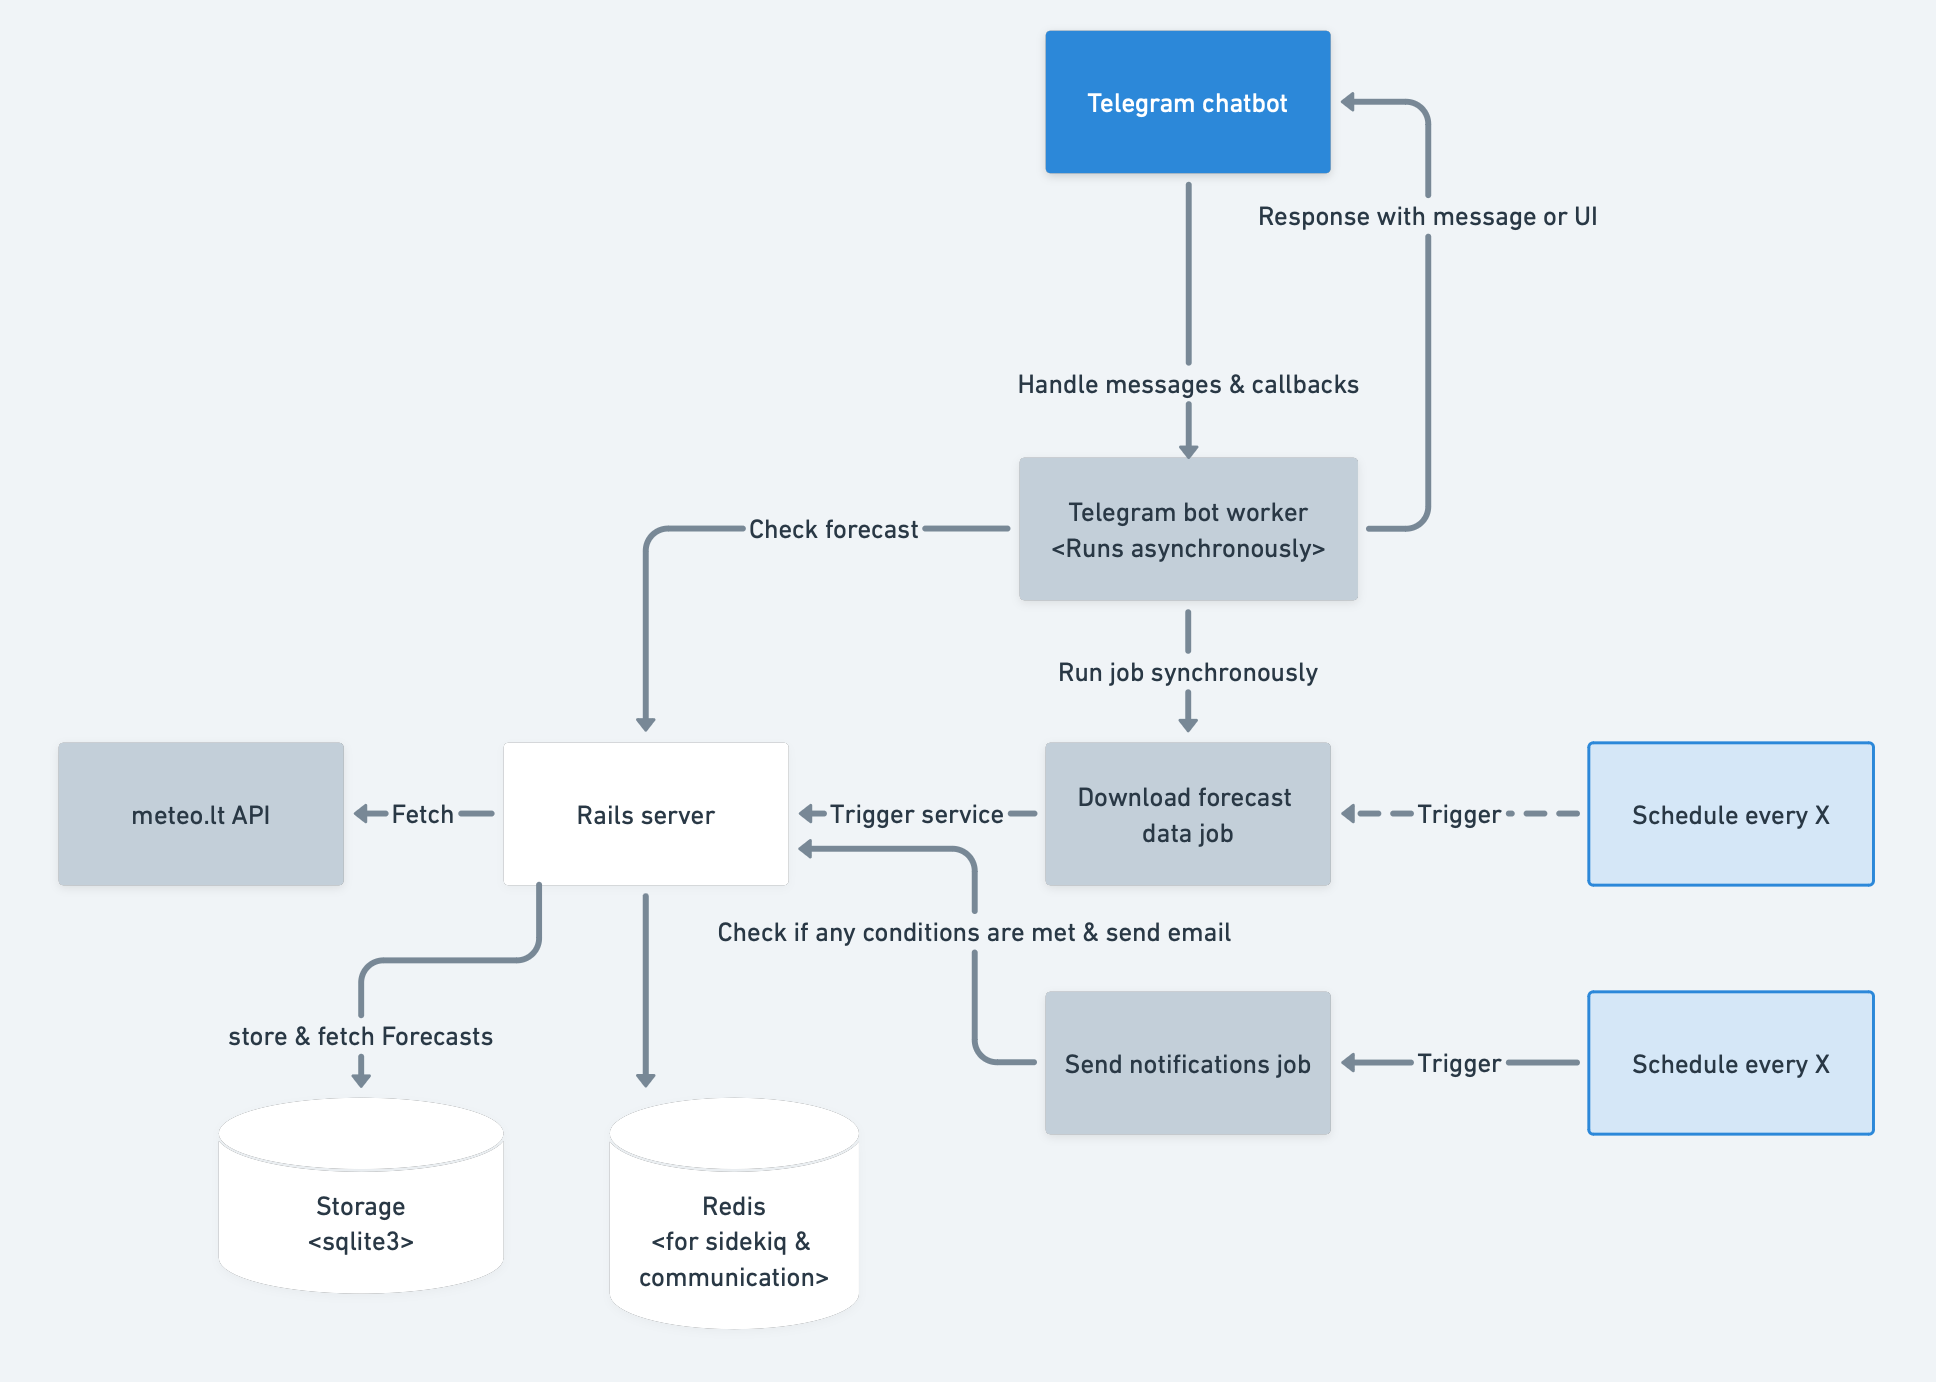 Telegram chatbot
Response with message or UI
Handle messages & callbacks
Telegram bot worker
<Runs asynchronously>
Check forecast
Run job synchronously
meteo.lt API
Fetch
Rails server
Trigger service
Download forecast
data job
Trigger
Schedule every X
Check if any conditions are met & send email
store & fetch Forecasts
Send notifications job
Trigger
Schedule every X
Storage
<sqlite3>
Redis
<for sidekiq &
communication>